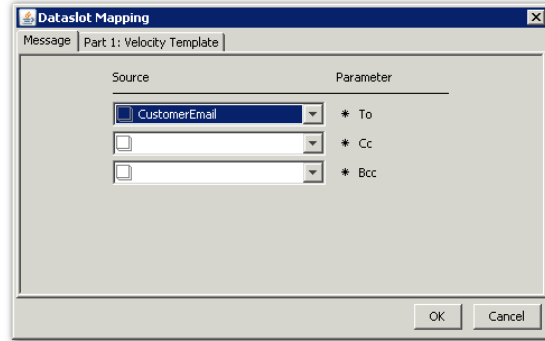 Dataslot Mapping
Message Part 1: Velocity Template
Source Parameter
CustomerEmail * To
* Cc
* Bcc
OK Cancel